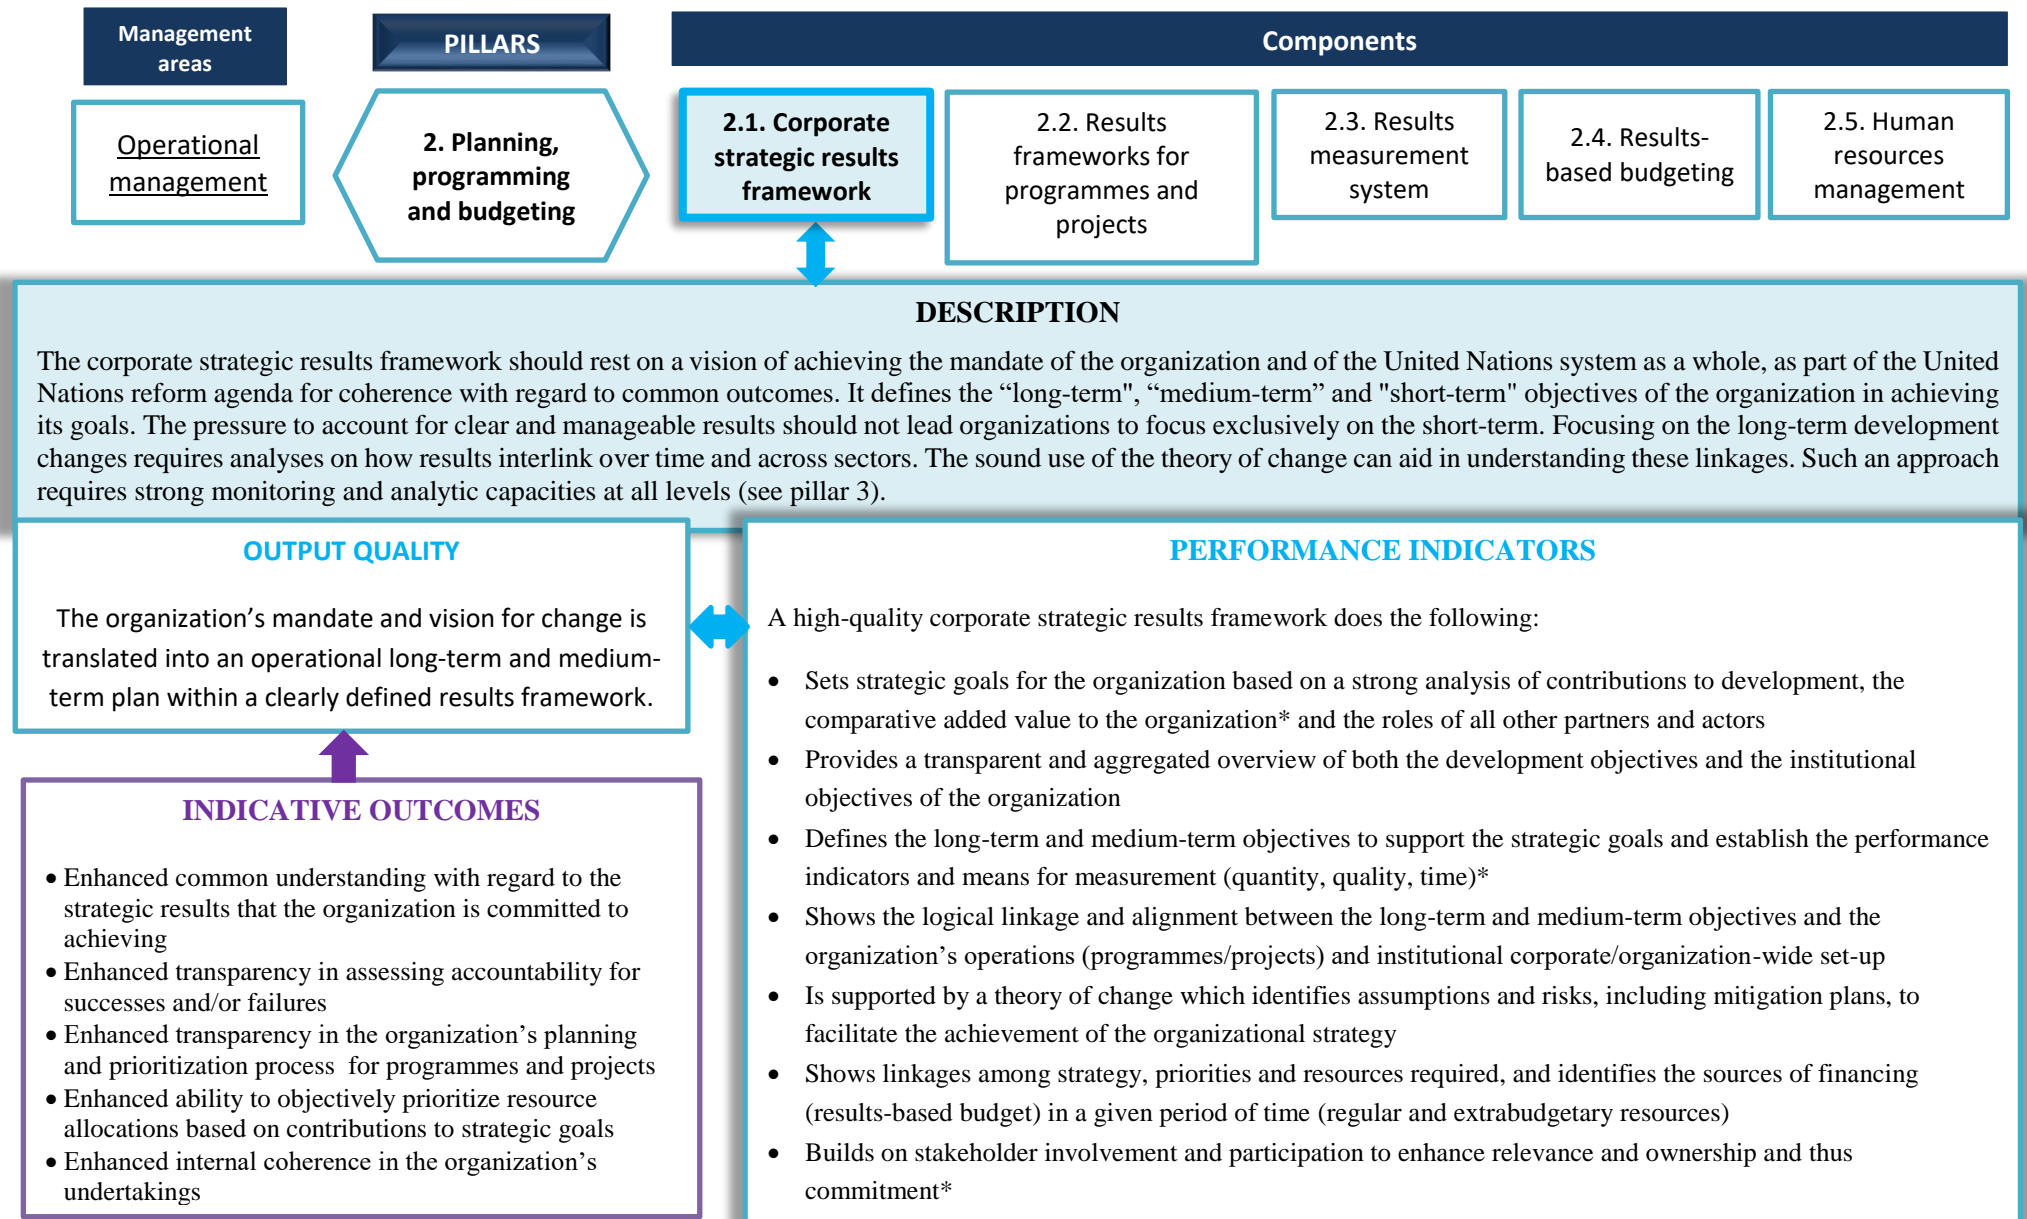 Management
areas
PILLARS
Components
Operational
management
2. Planning,
programming
and budgeting
2.1. Corporate
strategic results
framework
2.2. Results
frameworks for
programmes and
projects
2.3. Results
measurement
system
2.4. Results-
based budgeting
2.5. Human
resources
management
DESCRIPTION
The corporate strategic results framework should rest on a vision of achieving the mandate of the organization and of the United Nations system as a whole, as part of the United
Nations reform agenda for coherence with regard to common outcomes. It defines the “long-term", “medium-term” and "short-term" objectives of the organization in achieving
its goals. The pressure to account for clear and manageable results should not lead organizations to focus exclusively on the short-term. Focusing on the long-term development
changes requires analyses on how results interlink over time and across sectors. The sound use of the theory of change can aid in understanding these linkages. Such an approach
requires strong monitoring and analytic capacities at all levels (see pillar 3).
OUTPUT QUALITY
The organization’s mandate and vision for change is
translated into an operational long-term and medium-
term plan within a clearly defined results framework.
INDICATIVE OUTCOMES
• Enhanced common understanding with regard to the
strategic results that the organization is committed to
achieving
• Enhanced transparency in assessing accountability for
successes and/or failures
• Enhanced transparency in the organization’s planning
and prioritization process  for programmes and projects
• Enhanced ability to objectively prioritize resource
allocations based on contributions to strategic goals
• Enhanced internal coherence in the organization’s
undertakings
PERFORMANCE INDICATORS
A high-quality corporate strategic results framework does the following:
• Sets strategic goals for the organization based on a strong analysis of contributions to development, the
comparative added value to the organization* and the roles of all other partners and actors
• Provides a transparent and aggregated overview of both the development objectives and the institutional
objectives of the organization
• Defines the long-term and medium-term objectives to support the strategic goals and establish the performance
indicators and means for measurement (quantity, quality, time)*
• Shows the logical linkage and alignment between the long-term and medium-term objectives and the
organization’s operations (programmes/projects) and institutional corporate/organization-wide set-up
• Is supported by a theory of change which identifies assumptions and risks, including mitigation plans, to
facilitate the achievement of the organizational strategy
• Shows linkages among strategy, priorities and resources required, and identifies the sources of financing
(results-based budget) in a given period of time (regular and extrabudgetary resources)
• Builds on stakeholder involvement and participation to enhance relevance and ownership and thus
commitment*